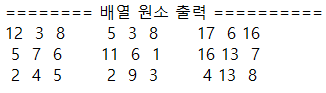 ======== 배열 원소 출력 ==========
12 3 8 5 3 8 17 6 16
5 7 6 11 6 1 16 13 7
2 4 5 2 9 3 4 13 8